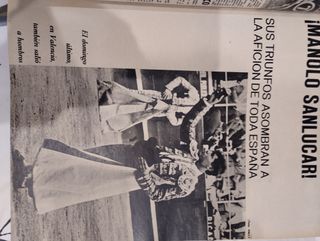 ¡MANOLO SANLUCAR!
SUS TRIUNFOS ASOMBRAN A
LA AFICION DE TODA ESPAÑA
El domingo
último,
en Valencia,
también salió
a hombros